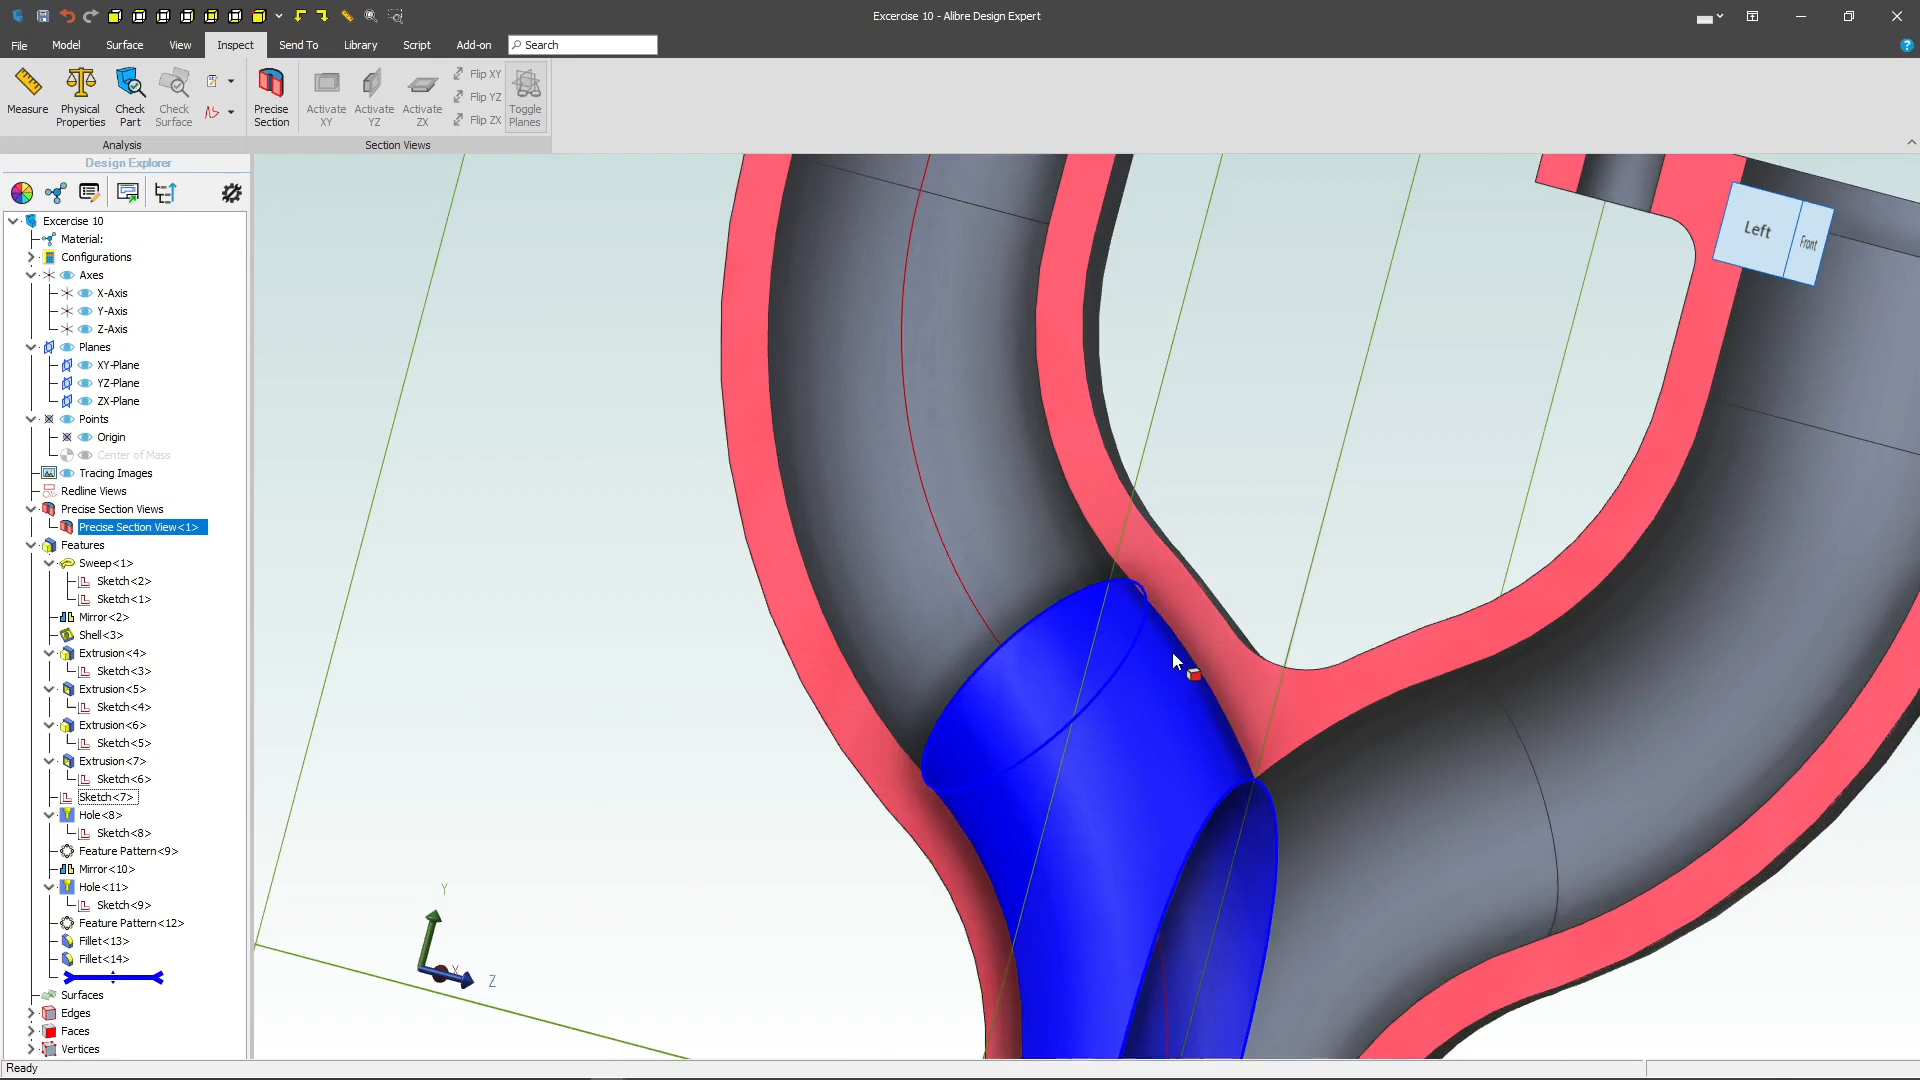 Excercise 10 - Alibre Design Expert
File Model Surface View Inspect Send To Library Script Add-on Search
Measure
Physical Properties
Check Part
Check Surface
Precise Section
Activate XY
Activate YZ
Activate ZX
Flip XY
Flip YZ
Flip ZX
Toggle Planes
Analysis
Section Views
Design Explorer
Excercise 10
Material:
Configurations
Axes
X-Axis
Y-Axis
Z-Axis
Planes
XY-Plane
YZ-Plane
ZX-Plane
Points
Origin
Center of Mass
Tracing Images
Redline Views
Precise Section Views
Precise Section View<1>
Features
Sweep<1>
Sketch<2>
Sketch<1>
Mirror<2>
Shell<3>
Extrusion<4>
Sketch<3>
Extrusion<5>
Sketch<4>
Extrusion<6>
Sketch<5>
Extrusion<7>
Sketch<6>
Sketch<7>
Hole<8>
Sketch<8>
Feature Pattern<9>
Mirror<10>
Hole<11>
Sketch<9>
Feature Pattern<12>
Fillet<13>
Fillet<14>
Surfaces
Edges
Faces
Vertices
Left
Front
Y
X
Z
Ready